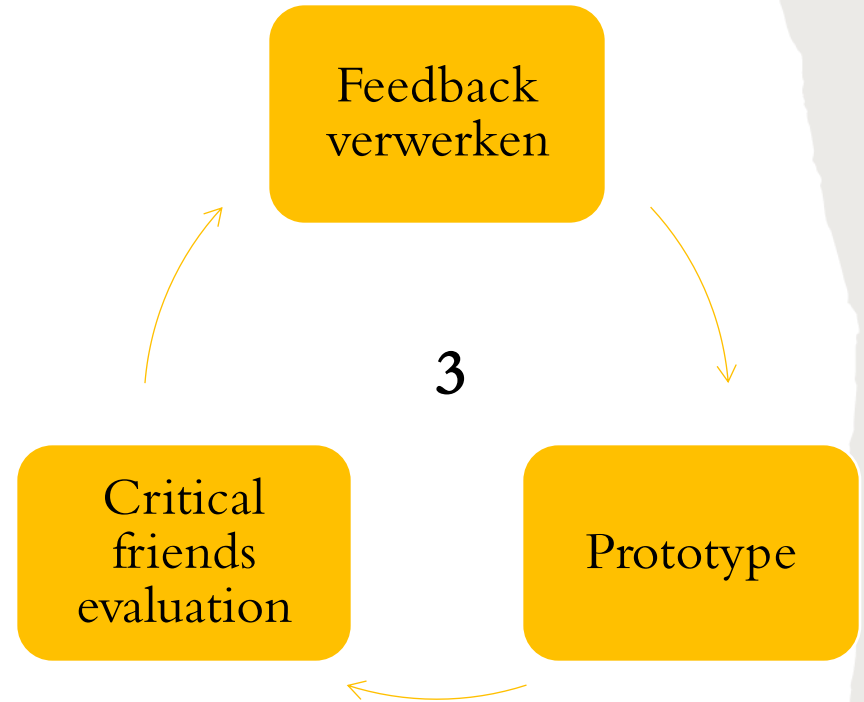 Feedback
verwerken
3
Critical
friends
evaluation
Prototype